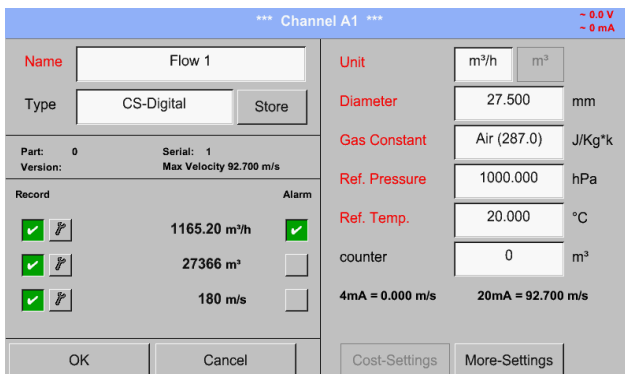 *** Channel A1 ***
~ 0.0 V
~ 0 mA
Name
Flow 1
Type
CS-Digital
Store
Part: 0 Serial: 1
Version: Max Velocity 92.700 m/s
Record Alarm
1165.20 m³/h
27366 m³
180 m/s
OK
Cancel
Unit m³/h m³
Diameter 27.500 mm
Gas Constant Air (287.0) J/Kg*k
Ref. Pressure 1000.000 hPa
Ref. Temp. 20.000 °C
counter 0 m³
4mA = 0.000 m/s 20mA = 92.700 m/s
Cost-Settings
More-Settings